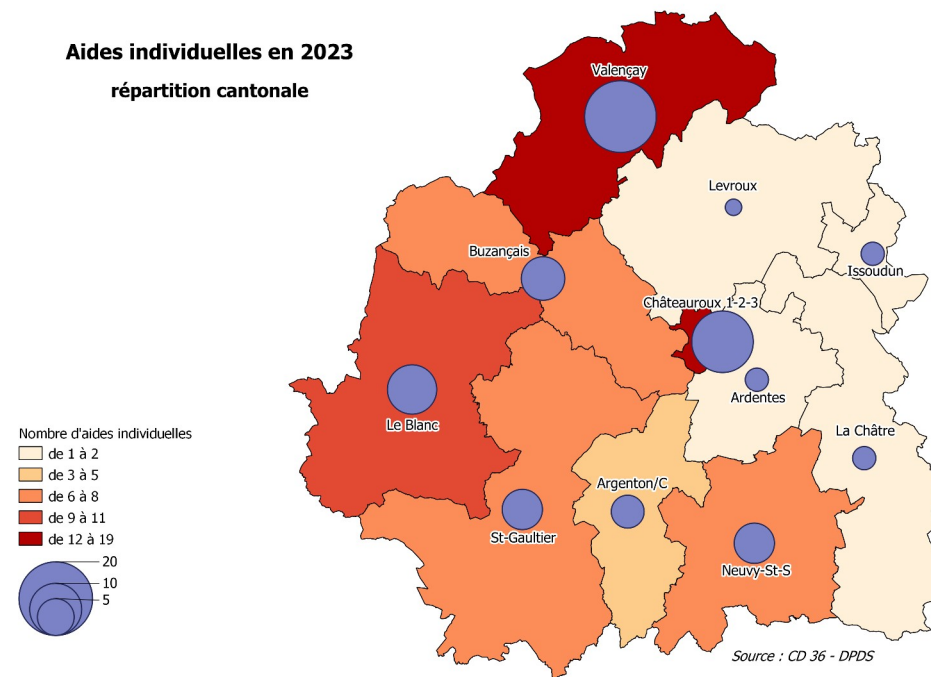 Aides individuelles en 2023
répartition cantonale
Valençay
Levroux
Buzançais
Issoudun
Châteauroux 1-2-3
Ardentes
Le Blanc
La Châtre
Argenton/C
St-Gaultier
Neuvy-St-S
Nombre d'aides individuelles
de 1 à 2
de 3 à 5
de 6 à 8
de 9 à 11
de 12 à 19
20
10
5
Source : CD 36 - DPDS